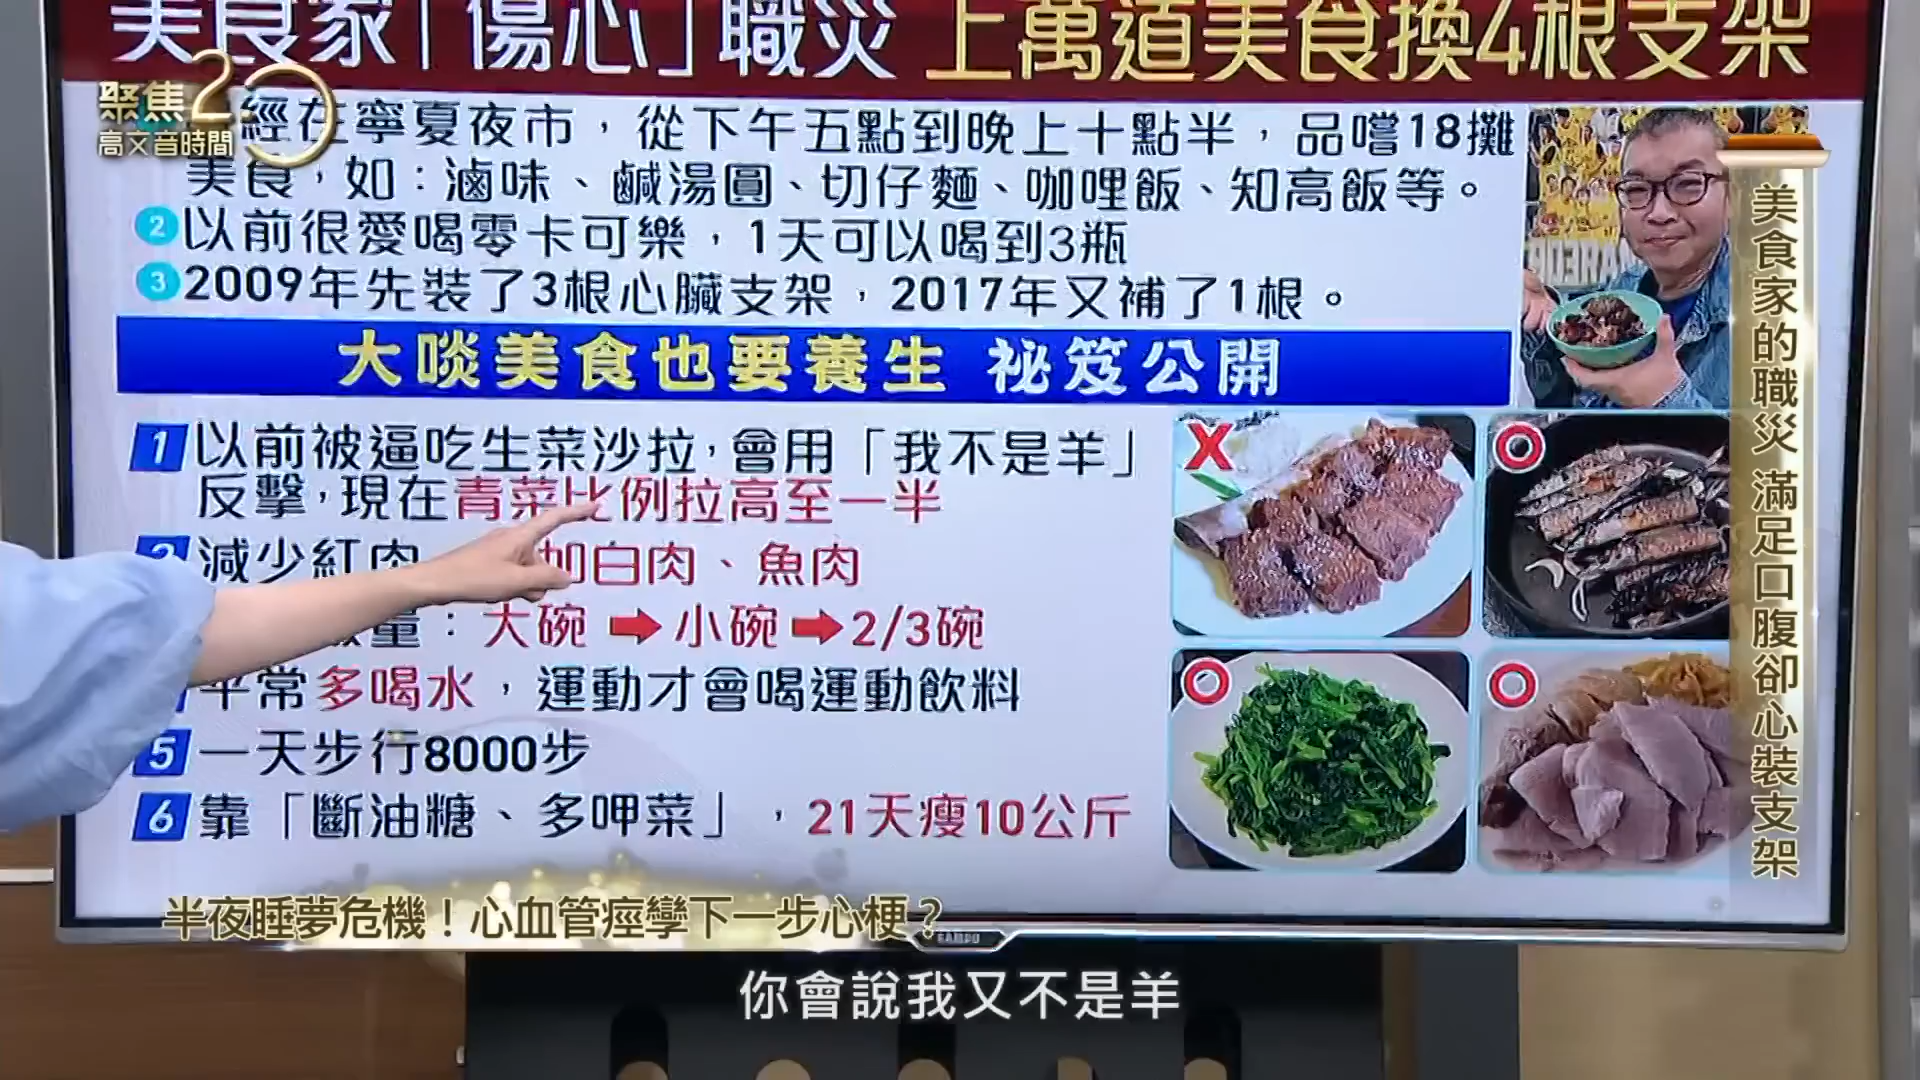 美食家「傷心」職災 上萬道美食換4根支架
聚焦2.0
高文音時間
經在寧夏夜市，從下午五點到晚上十點半，品嚐18攤
美食，如：滷味、鹹湯圓、切仔麵、咖哩飯、知高飯等。
2 以前很愛喝零卡可樂，1天可以喝到3瓶
3 2009年先裝了3根心臟支架，2017年又補了1根。
大啖美食也要養生 祕笈公開
1 以前被逼吃生菜沙拉，會用「我不是羊」
反擊，現在青菜比例拉高至一半
2 減少紅肉 加白肉、魚肉
量：大碗➡小碗➡2/3碗
平常多喝水，運動才會喝運動飲料
5 一天步行8000步
6 靠「斷油糖、多呷菜」，21天瘦10公斤
X
美食家的職災 滿足口腹卻心裝支架
半夜睡夢危機！心血管痙攣下一步心梗？
SAMPO
你會說我又不是羊